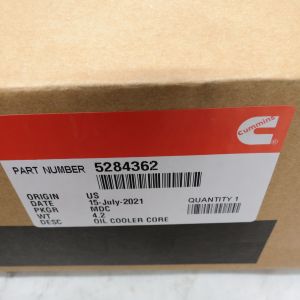 Cummins
®
PART NUMBER 5284362
ORIGIN US
DATE 15-July-2021 QUANTITY 1
PKGR MDC
WT 4.2
DESC OIL COOLER CORE